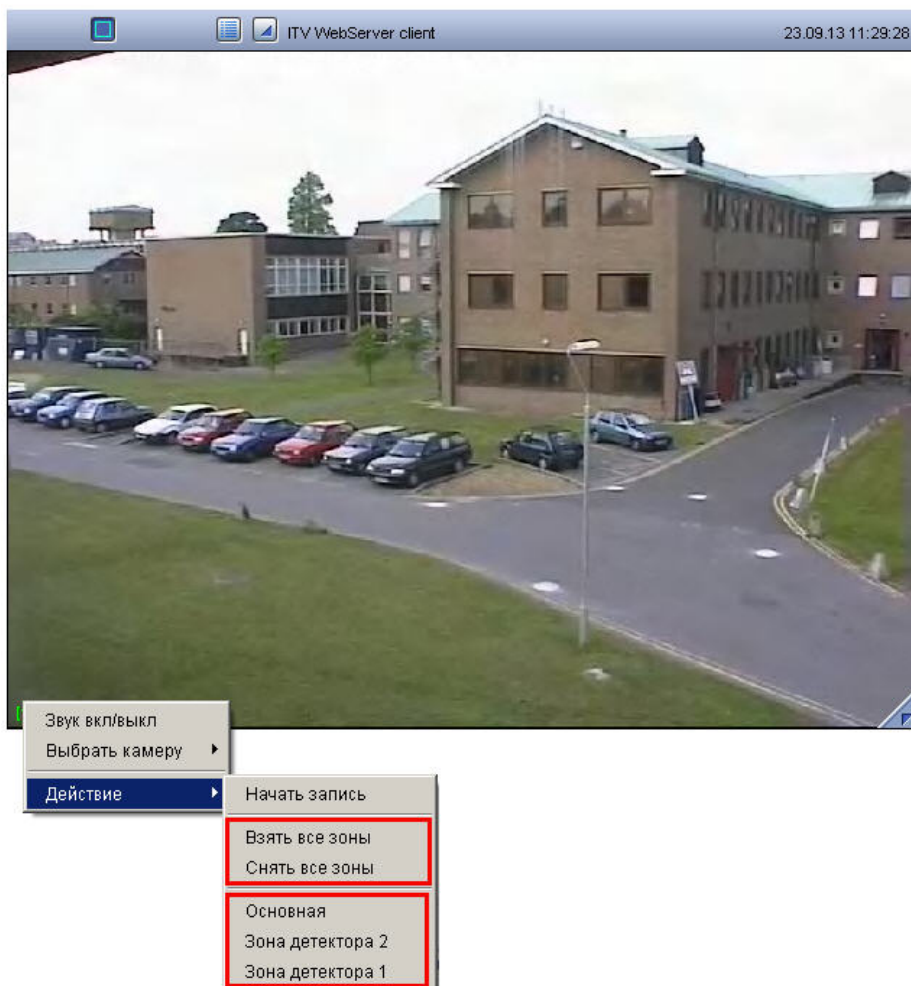 ITV WebServer client
23.09.13 11:29:28
Звук вкл/выкл
Выбрать камеру
Действие
Начать запись
Взять все зоны
Снять все зоны
Основная
Зона детектора 2
Зона детектора 1